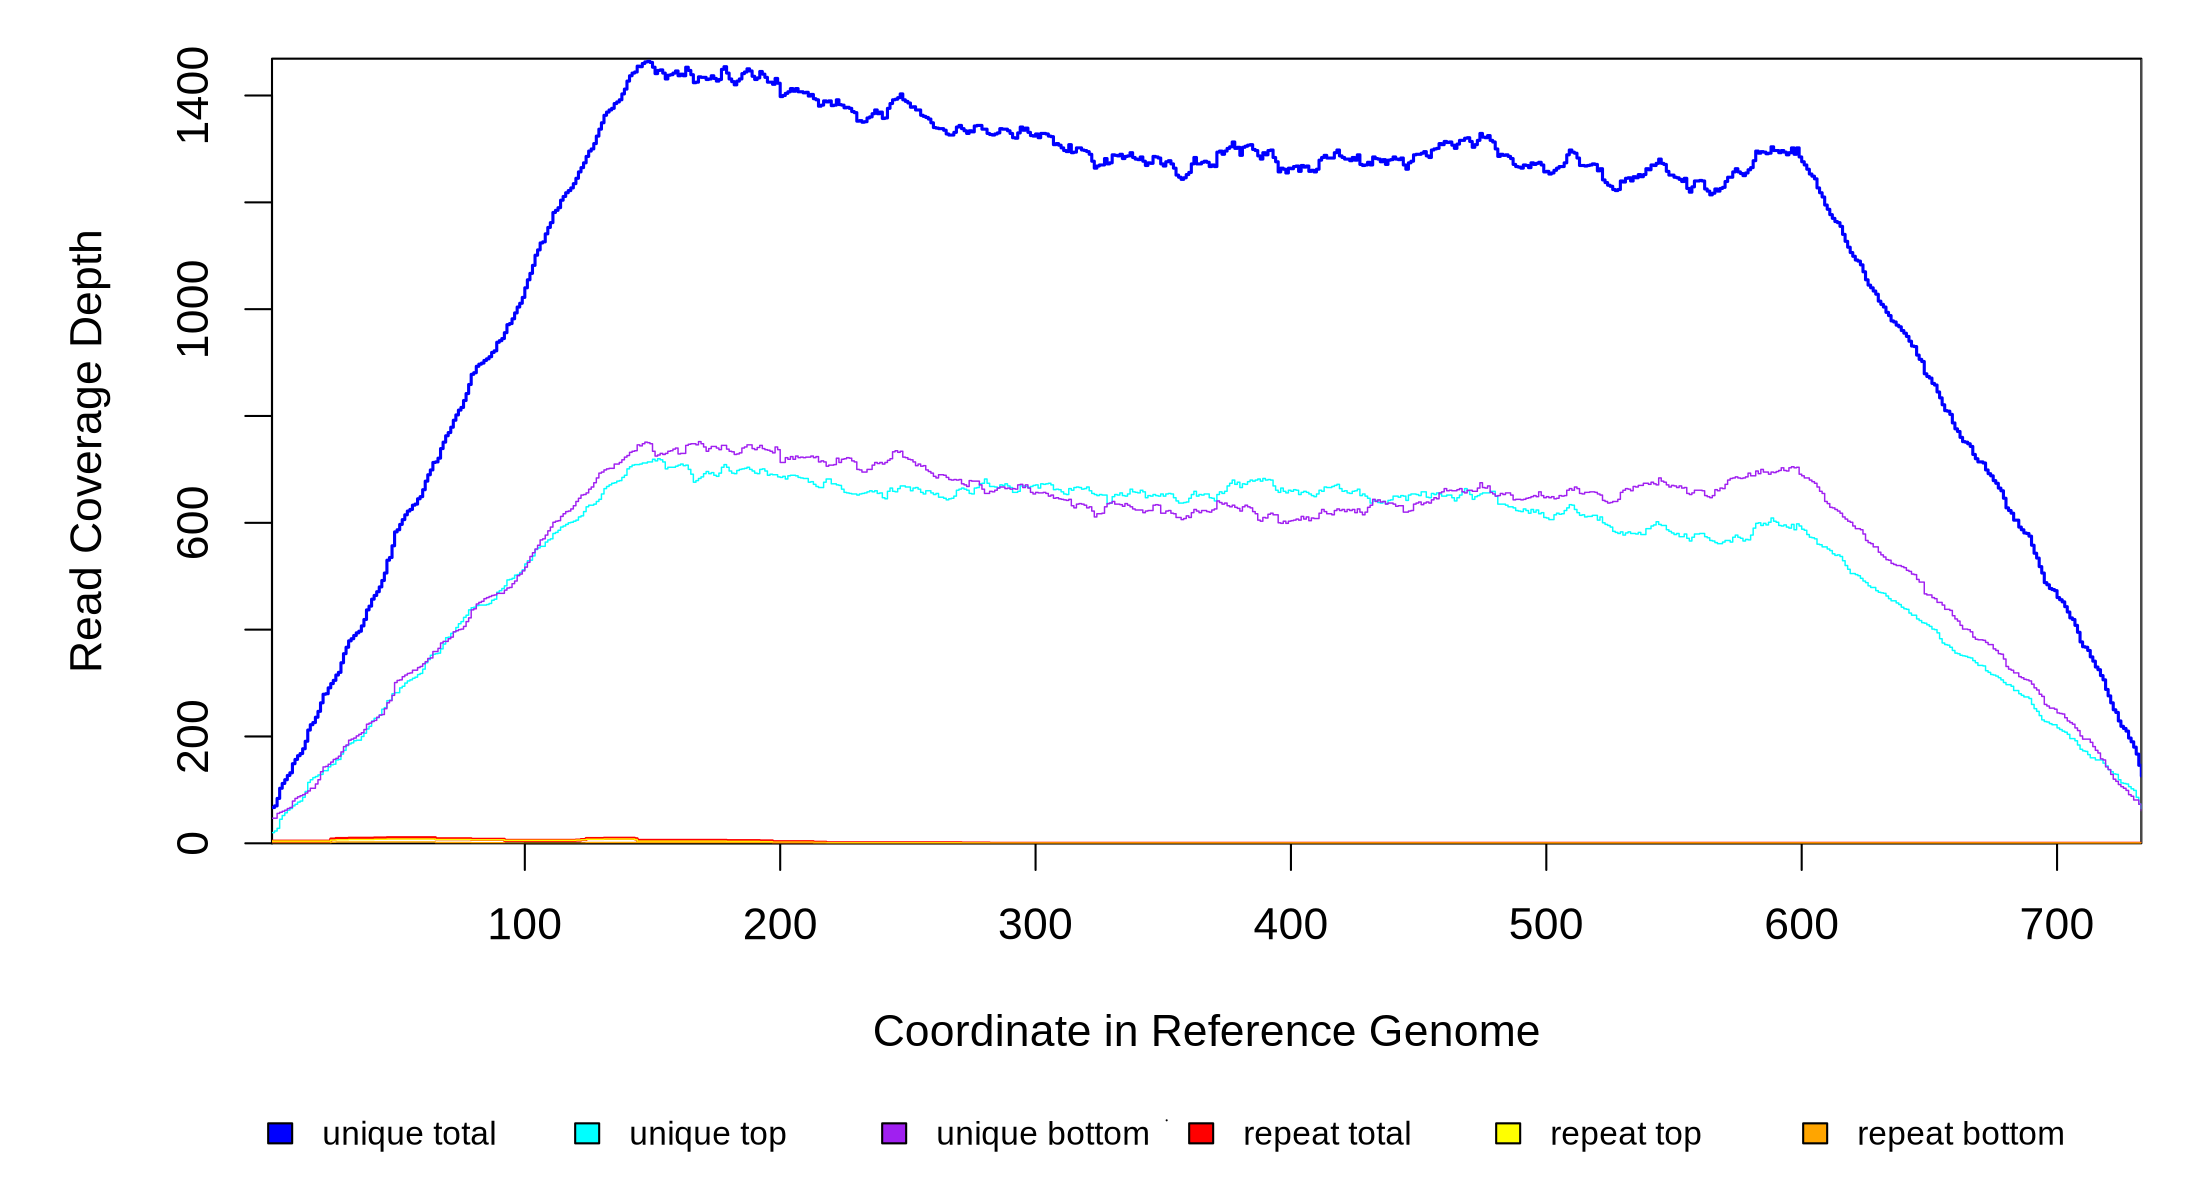 Read Coverage Depth
1400
1000
600
200
0
100 200 300 400 500 600 700
Coordinate in Reference Genome
unique total unique top unique bottom repeat total repeat top repeat bottom